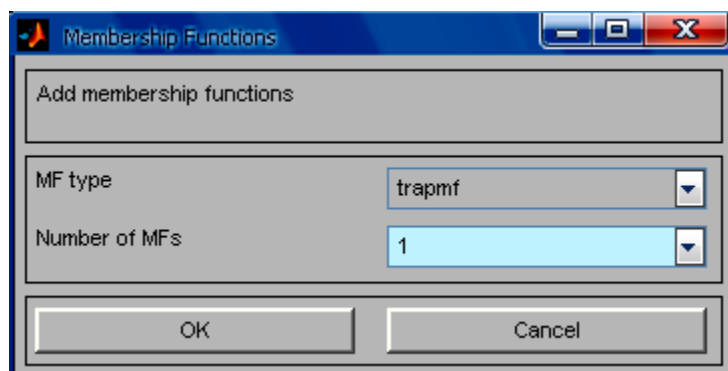 Membership Functions
Add membership functions
MF type
trapmf
Number of MFs
1
OK
Cancel